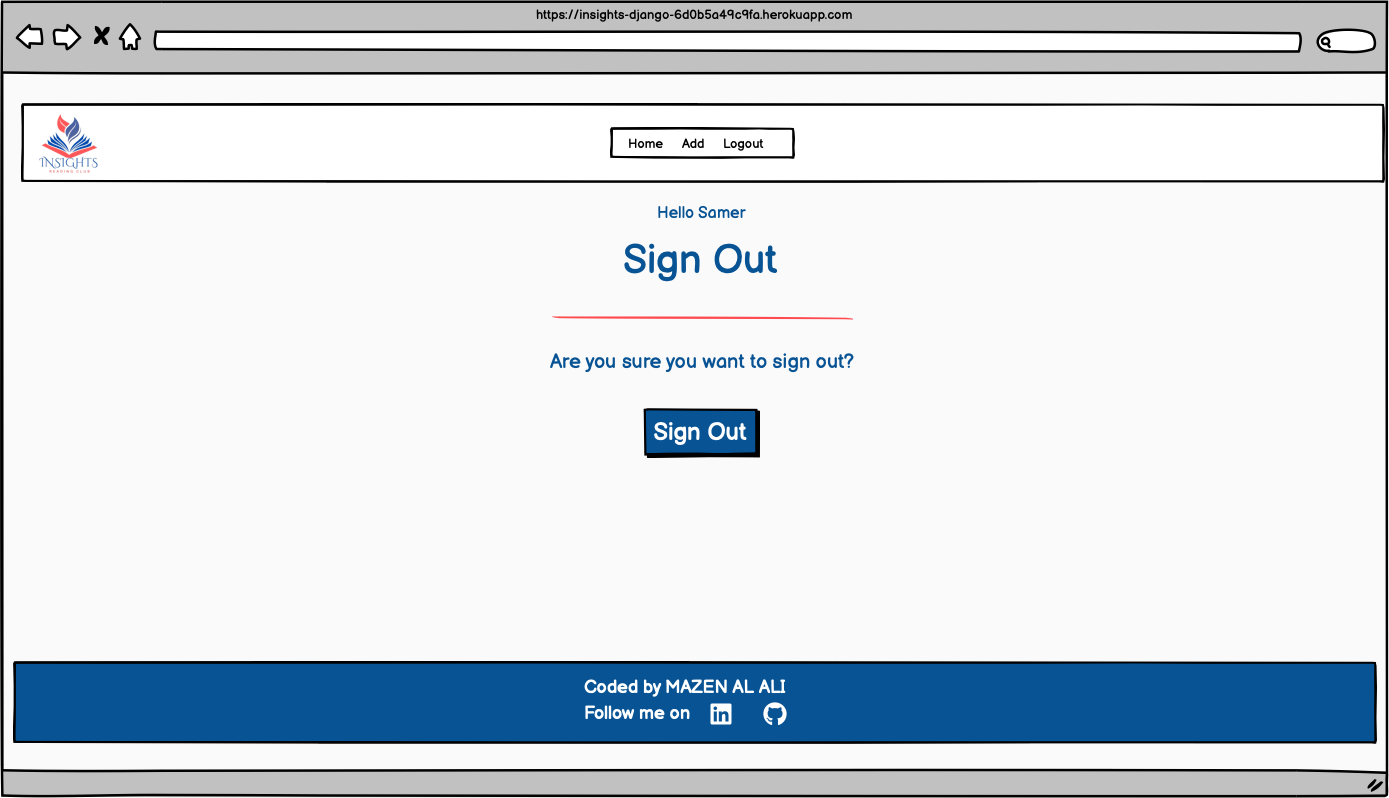 https://insights-django-6d0b5a49c9fa.herokuapp.com
INSIGHTS
READING CLUB
Home Add Logout
Hello Samer
Sign Out
Are you sure you want to sign out?
Sign Out
Coded by MAZEN AL ALI
Follow me on in